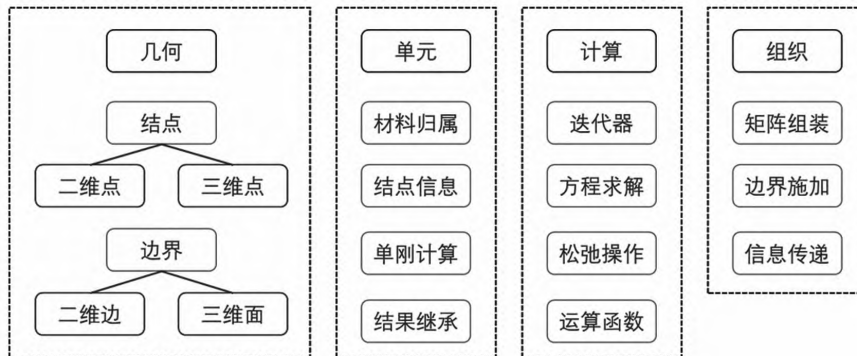 几何
结点
二维点
三维点
边界
二维边
三维面
单元
材料归属
结点信息
单刚计算
结果继承
计算
迭代器
方程求解
松弛操作
运算函数
组织
矩阵组装
边界施加
信息传递